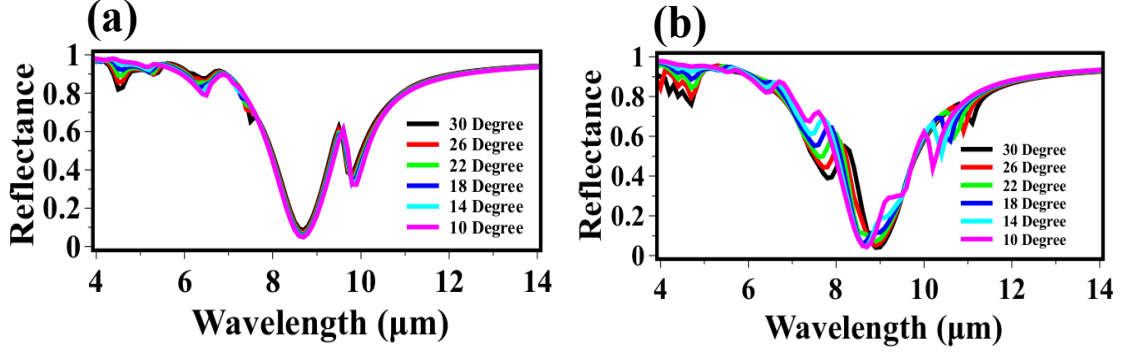 (a)
Reflectance
1
0.8
0.6
0.4
0.2
0
30 Degree
26 Degree
22 Degree
18 Degree
14 Degree
10 Degree
4 6 8 10 12 14
Wavelength (μm)
(b)
Reflectance
1
0.8
0.6
0.4
0.2
0
30 Degree
26 Degree
22 Degree
18 Degree
14 Degree
10 Degree
4 6 8 10 12 14
Wavelength (μm)